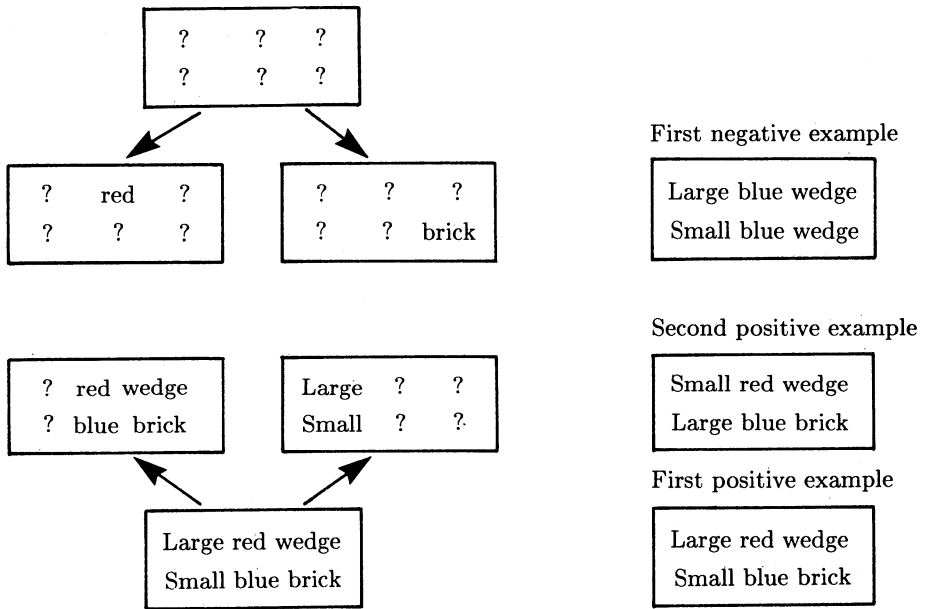 ? ? ?
? ? ?
? red ?
? ? ?
? ? ?
? ? brick
First negative example
Large blue wedge
Small blue wedge
? red wedge
? blue brick
Large ? ?
Small ? ?
Second positive example
Small red wedge
Large blue brick
Large red wedge
Small blue brick
First positive example
Large red wedge
Small blue brick